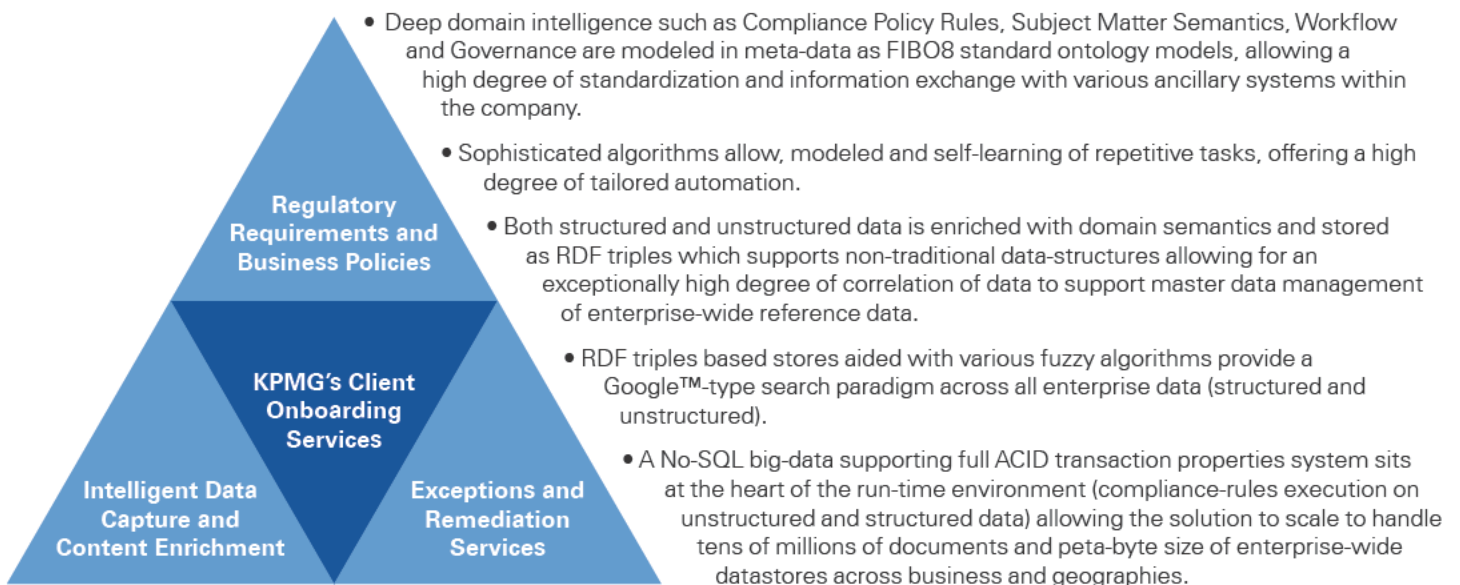 • Deep domain intelligence such as Compliance Policy Rules, Subject Matter Semantics, Workflow
and Governance are modeled in meta-data as FIBO8 standard ontology models, allowing a
high degree of standardization and information exchange with various ancillary systems within
the company.
• Sophisticated algorithms allow, modeled and self-learning of repetitive tasks, offering a high
degree of tailored automation.
• Both structured and unstructured data is enriched with domain semantics and stored
as RDF triples which supports non-traditional data-structures allowing for an
exceptionally high degree of correlation of data to support master data management
of enterprise-wide reference data.
• RDF triples based stores aided with various fuzzy algorithms provide a
Google™-type search paradigm across all enterprise data (structured and
unstructured).
• A No-SQL big-data supporting full ACID transaction properties system sits
at the heart of the run-time environment (compliance-rules execution on
unstructured and structured data) allowing the solution to scale to handle
tens of millions of documents and peta-byte size of enterprise-wide
datastores across business and geographies.
Regulatory
Requirements and
Business Policies
KPMG's Client
Onboarding
Services
Intelligent Data
Capture and
Content Enrichment
Exceptions and
Remediation
Services